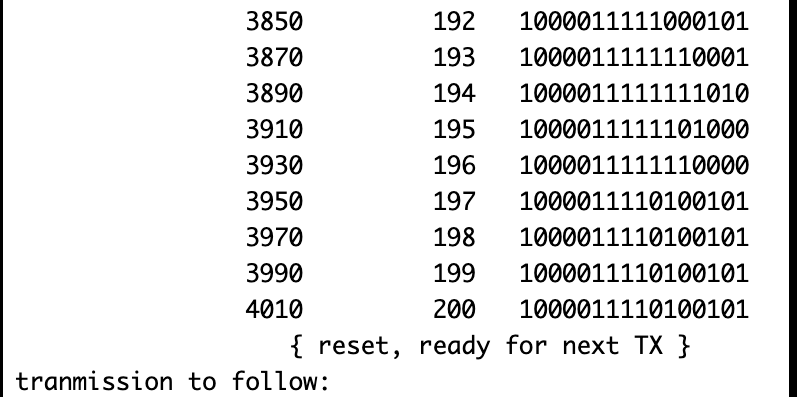 3850 192 1000011111000101
3870 193 1000011111110001
3890 194 1000011111111010
3910 195 1000011111101000
3930 196 1000011111110000
3950 197 1000011110100101
3970 198 1000011110100101
3990 199 1000011110100101
4010 200 1000011110100101
{ reset, ready for next TX }
tranmission to follow: